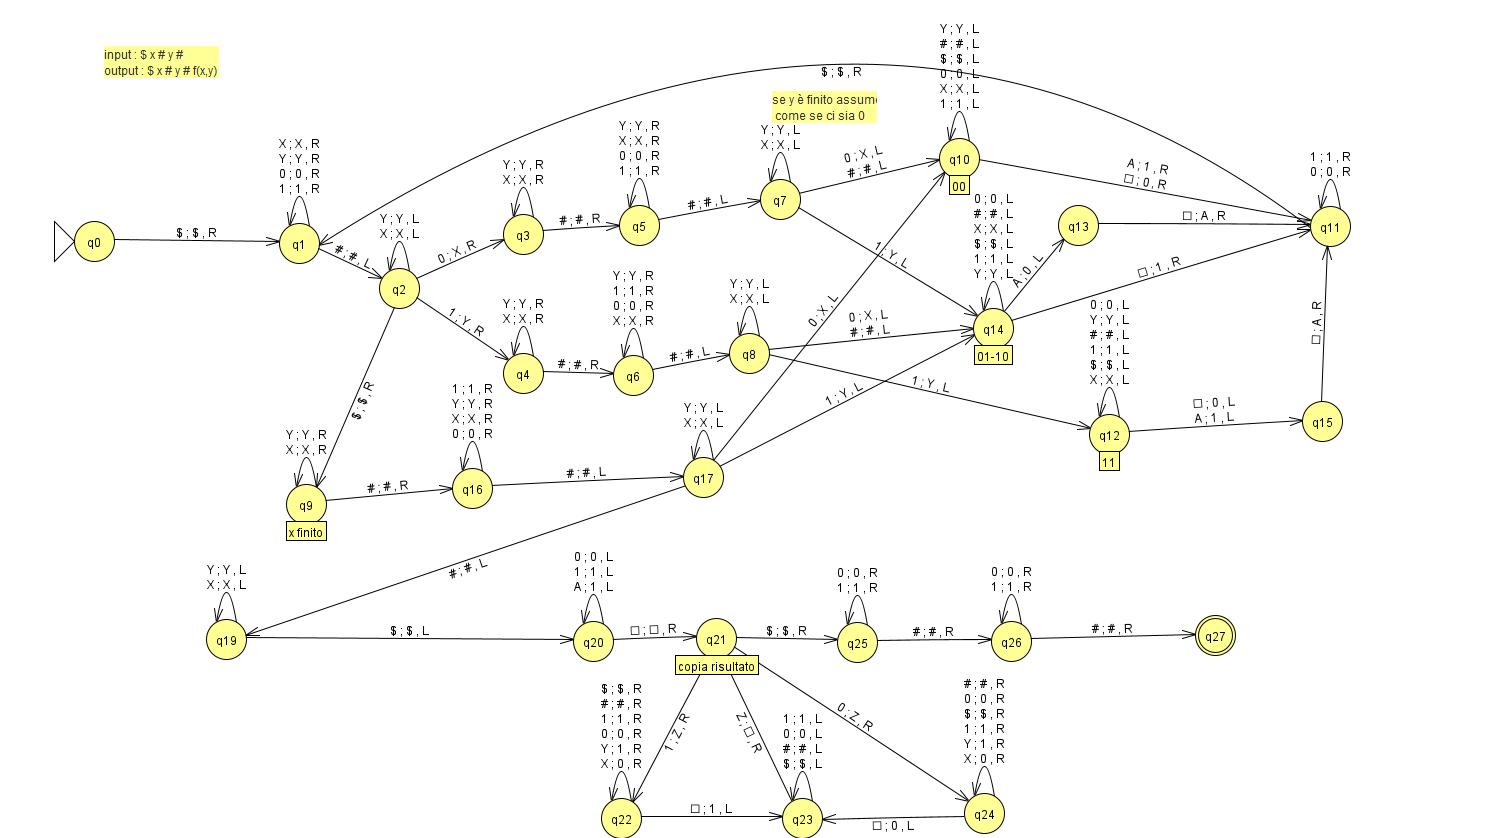 input : $ x # y #
output : $ x # y # f(x,y)
Y ; Y , L
# ; # , L
$ ; $ , L
0 ; 0 , L
X ; X , L
1 ; 1 , L
$ ; $ , R
se y è finito assum
come se ci sia 0
Y ; Y , L
X ; X , L
X ; X , R
Y ; Y , R
0 ; 0 , R
1 ; 1 , R
Y ; Y , R
X ; X , R
0 ; 0 , R
1 ; 1 , R
Y ; Y , R
X ; X , R
0 ; X , L
# ; # , L
q10
00
A ; 1 , R
□ ; 0 , R
1 ; 1 , R
0 ; 0 , R
q0
$ ; $ , R
q1
# ; # , L
Y ; Y , L
X ; X , L
q2
0 ; X , R
q3
# ; # , R
q5
# ; # , L
q7
1 ; Y , L
0 ; 0 , L
# ; # , L
X ; X , L
$ ; $ , L
1 ; 1 , L
Y ; Y , L
q13
□ ; A , R
q11
A ; 0 , L
□ ; 1 , R
1 ; Y , R
Y ; Y , R
X ; X , R
q4
# ; # , R
Y ; Y , R
1 ; 1 , R
0 ; 0 , R
X ; X , R
q6
# ; # , L
Y ; Y , L
X ; X , L
q8
0 ; X , L
# ; # , L
0 ; X , L
q14
01-10
1 ; Y , L
1 ; Y , L
0 ; 0 , L
Y ; Y , L
# ; # , L
1 ; 1 , L
$ ; $ , L
X ; X , L
q12
11
□ ; 0 , L
A ; 1 , L
q15
□ ; A , R
$ ; $ , R
Y ; Y , R
X ; X , R
q9
x finito
# ; # , R
1 ; 1 , R
Y ; Y , R
X ; X , R
0 ; 0 , R
q16
# ; # , L
Y ; Y , L
X ; X , L
q17
# ; # , L
Y ; Y , L
X ; X , L
q19
$ ; $ , L
0 ; 0 , L
1 ; 1 , L
A ; 1 , L
q20
□ ; □ , R
q21
copia risultato
$ ; $ , R
0 ; 0 , R
1 ; 1 , R
q25
# ; # , R
0 ; 0 , R
1 ; 1 , R
q26
# ; # , R
q27
$ ; $ , R
# ; # , R
1 ; 1 , R
0 ; 0 , R
Y ; 1 , R
X ; 0 , R
q22
1 ; Z , R
Z ; □ , R
0 ; Z , R
□ ; 1 , L
1 ; 1 , L
0 ; 0 , L
# ; # , L
$ ; $ , L
q23
□ ; 0 , L
# ; # , R
0 ; 0 , R
$ ; $ , R
1 ; 1 , R
Y ; 1 , R
X ; 0 , R
q24